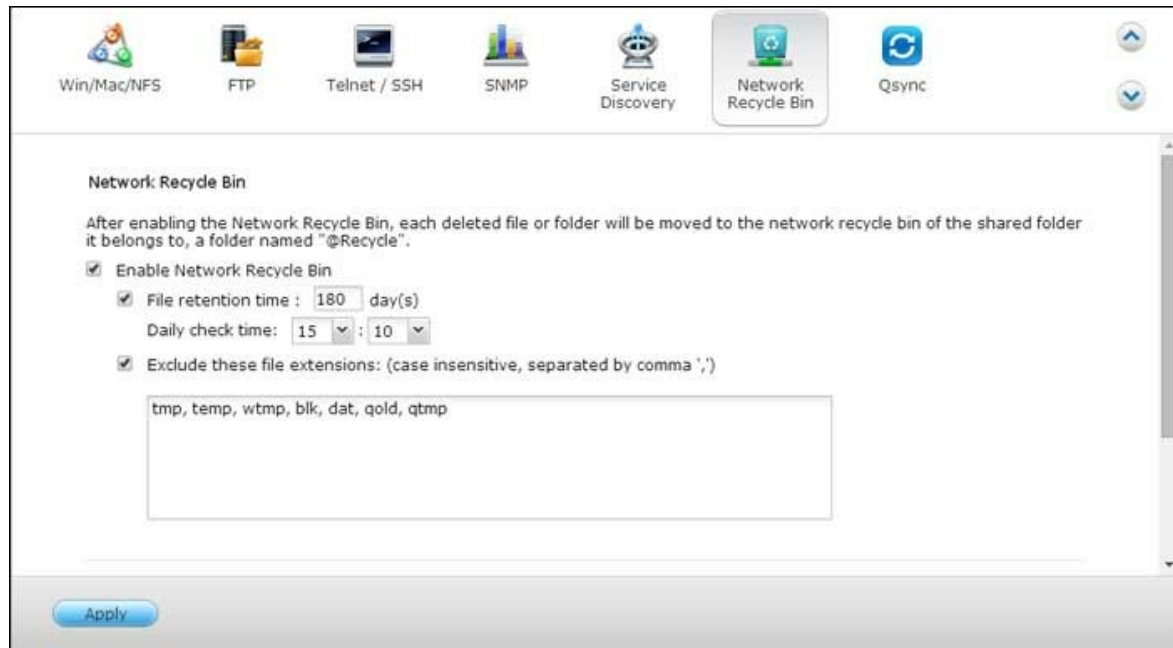 Win/Mac/NFS
FTP
Telnet / SSH
SNMP
Service
Discovery
Network
Recycle Bin
Qsync
Network Recycle Bin
After enabling the Network Recycle Bin, each deleted file or folder will be moved to the network recycle bin of the shared folder
it belongs to, a folder named "@Recycle".
Enable Network Recycle Bin
File retention time : 180 day(s)
Daily check time: 15 : 10
Exclude these file extensions: (case insensitive, separated by comma ',')
tmp, temp, wtmp, blk, dat, qold, qtmp
Apply